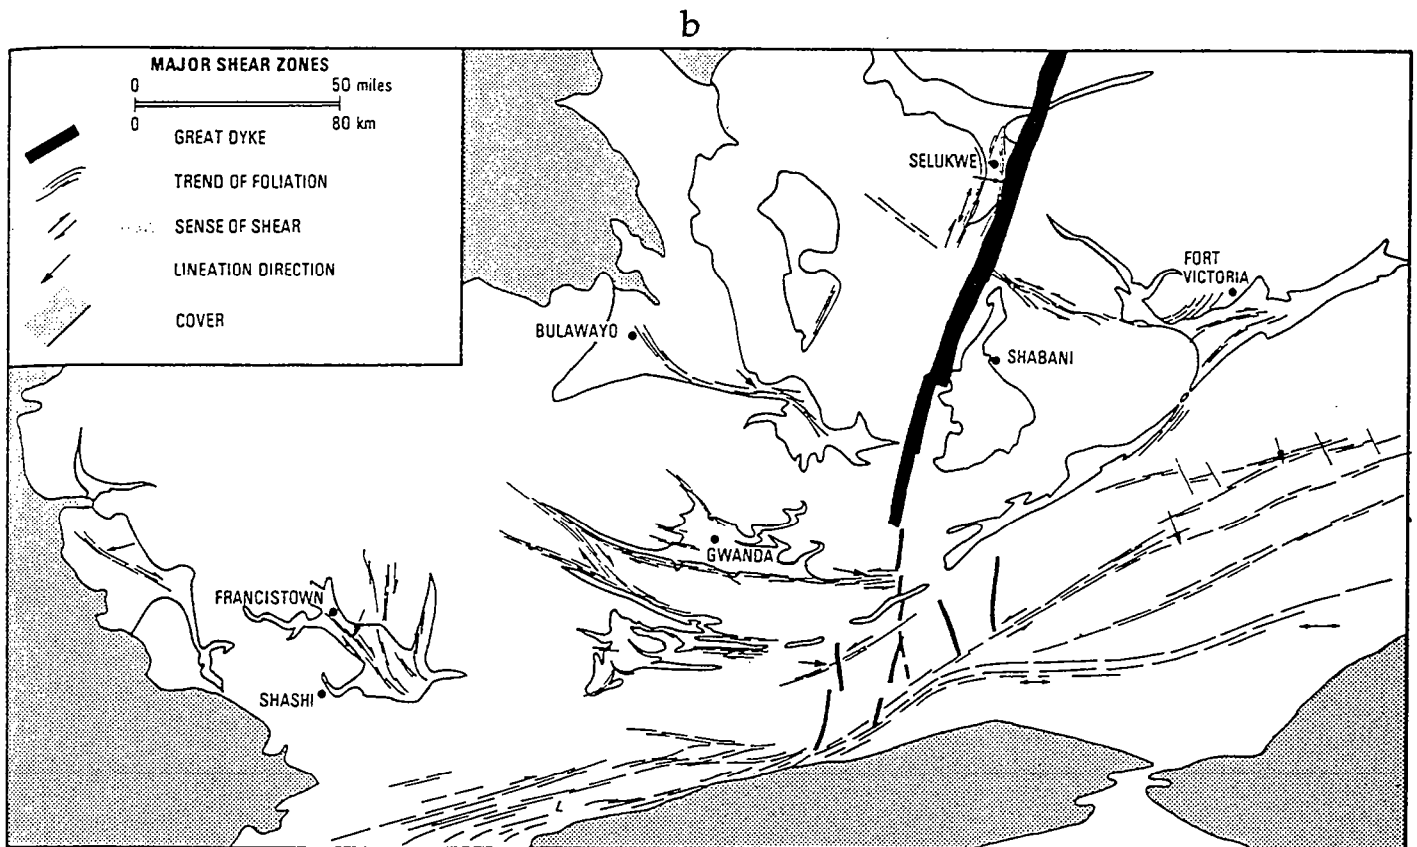 b
MAJOR SHEAR ZONES
0 50 miles
0 80 km
GREAT DYKE
TREND OF FOLIATION
SENSE OF SHEAR
LINEATION DIRECTION
COVER
SELUKWE
FORT
VICTORIA
BULAWAYO
SHABANI
GWANDA
FRANCISTOWN
SHASHI
L